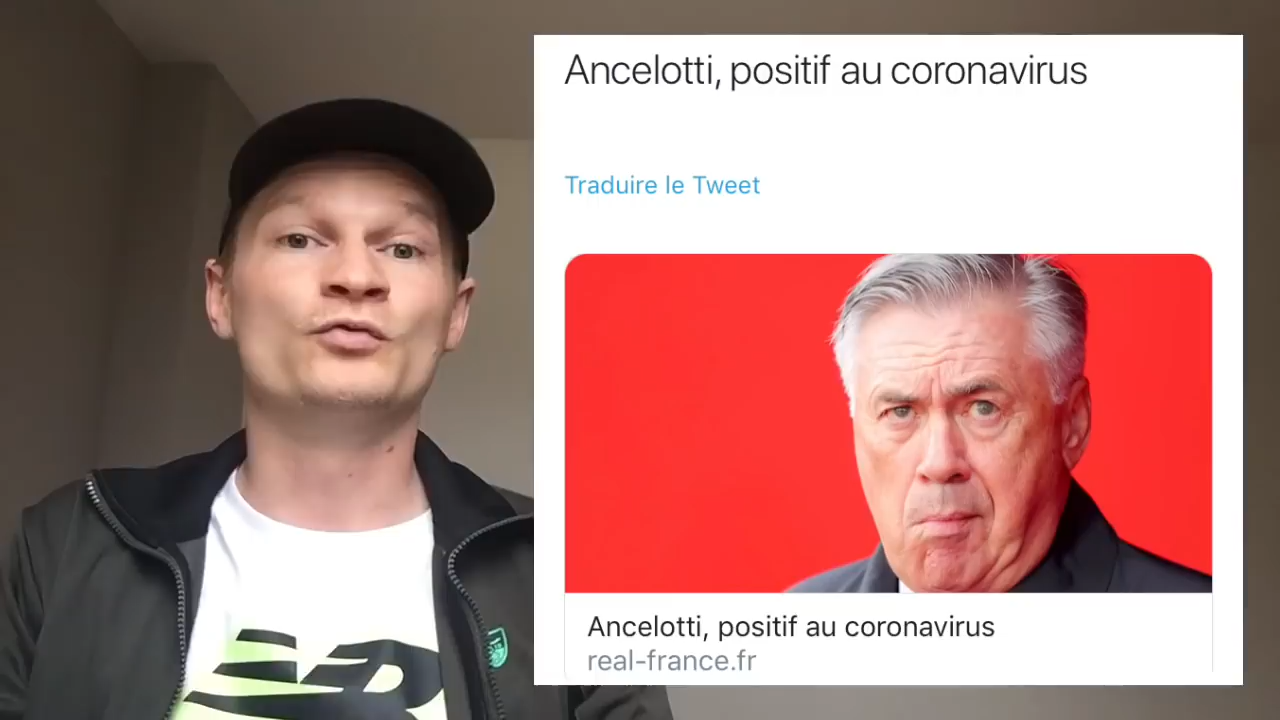 Ancelotti, positif au coronavirus
Traduire le Tweet
Ancelotti, positif au coronavirus
real-france.fr